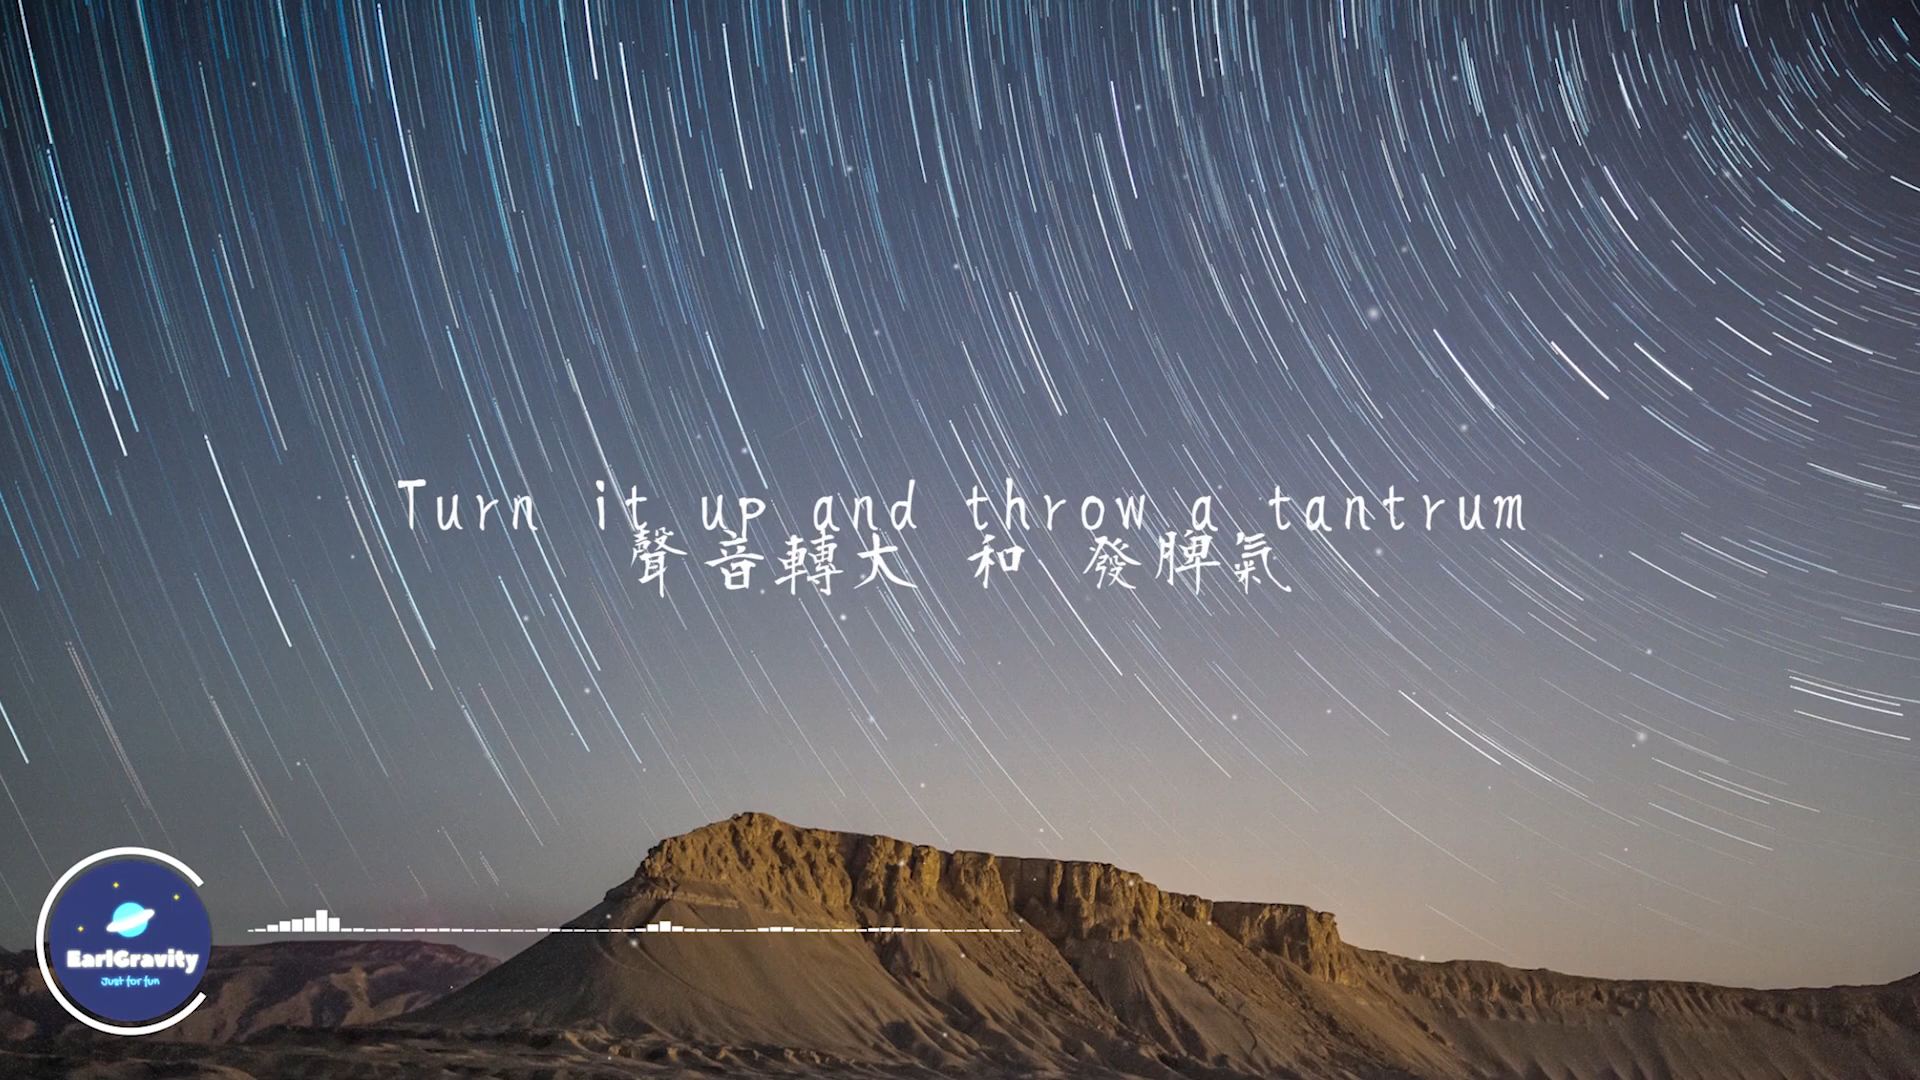 Turn it up and throw a tantrum
聲音轉大 和 發脾氣
EarlGravity
Just for fun